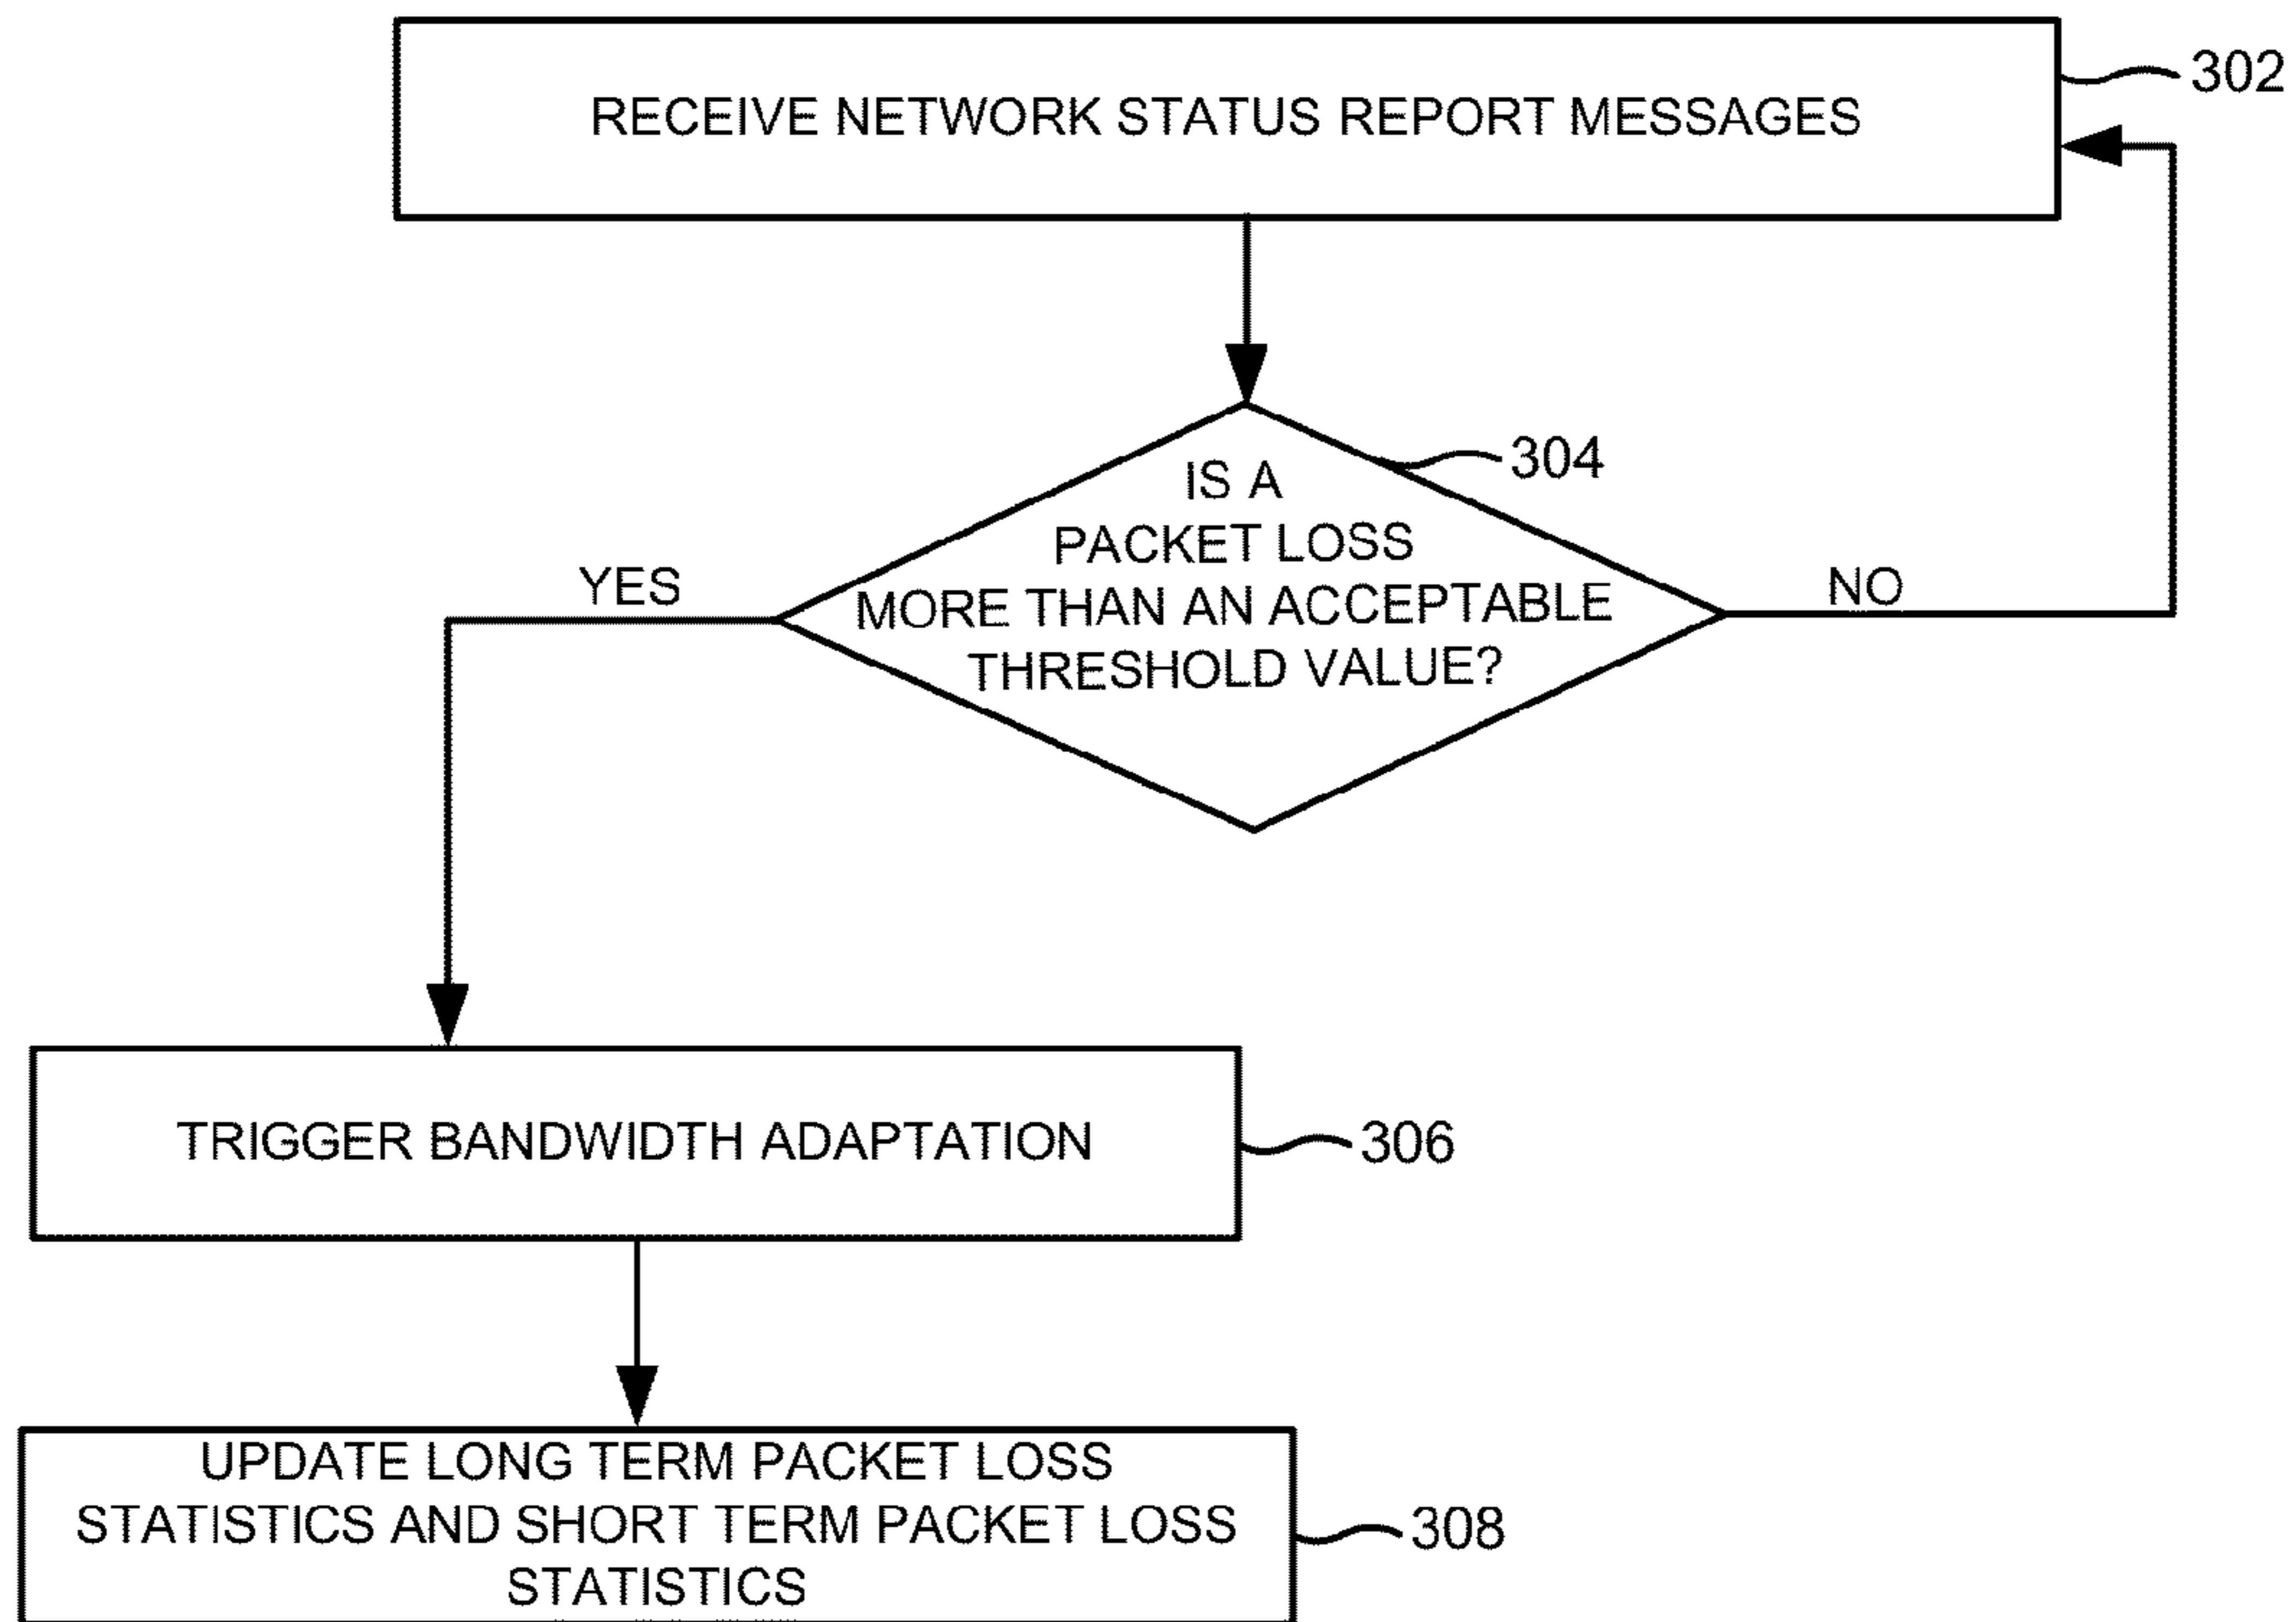 RECEIVE NETWORK STATUS REPORT MESSAGES
302
304
IS A
PACKET LOSS
MORE THAN AN ACCEPTABLE
THRESHOLD VALUE?
YES
NO
TRIGGER BANDWIDTH ADAPTATION
306
UPDATE LONG TERM PACKET LOSS
STATISTICS AND SHORT TERM PACKET LOSS
STATISTICS
308